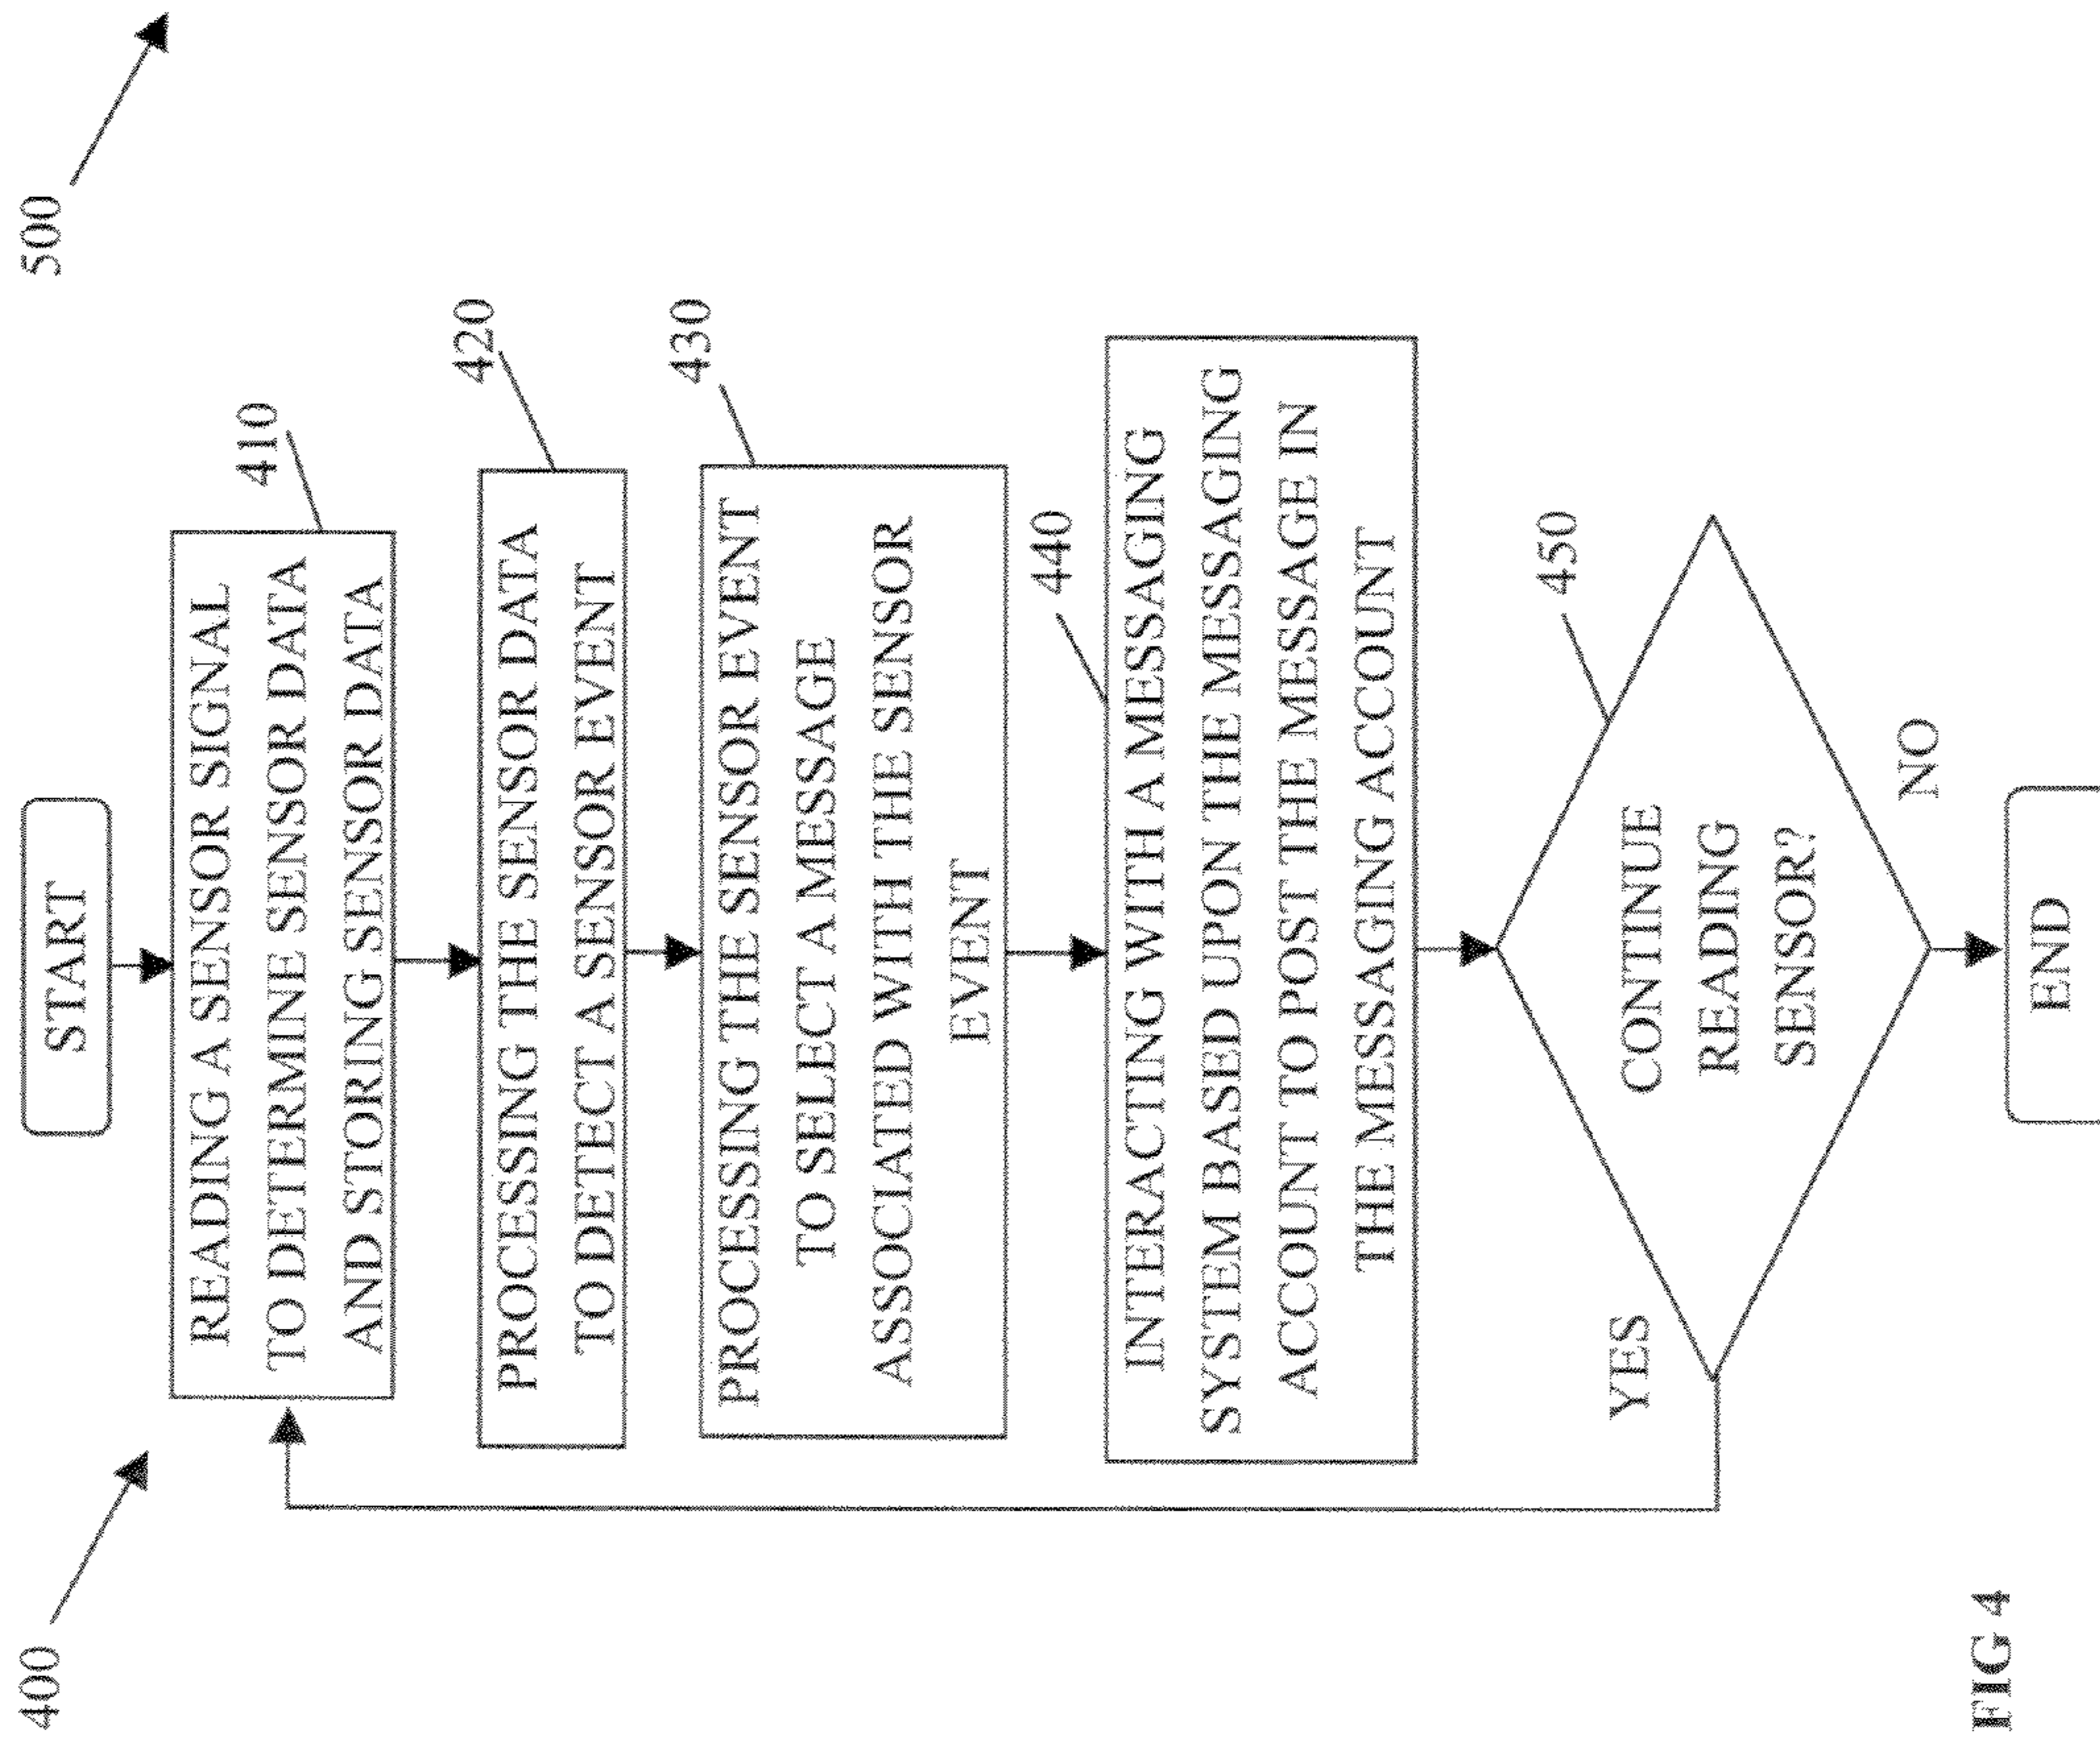 400
500
START
READING A SENSOR SIGNAL
TO DETERMINE SENSOR DATA
AND STORING SENSOR DATA
410
PROCESSING THE SENSOR DATA
TO DETECT A SENSOR EVENT
420
PROCESSING THE SENSOR EVENT
TO SELECT A MESSAGE
ASSOCIATED WITH THE SENSOR
EVENT
430
440
INTERACTING WITH A MESSAGING
SYSTEM BASED UPON THE MESSAGING
ACCOUNT TO POST THE MESSAGE IN
THE MESSAGING ACCOUNT
450
YES
CONTINUE
READING
SENSOR?
NO
END
FIG 4